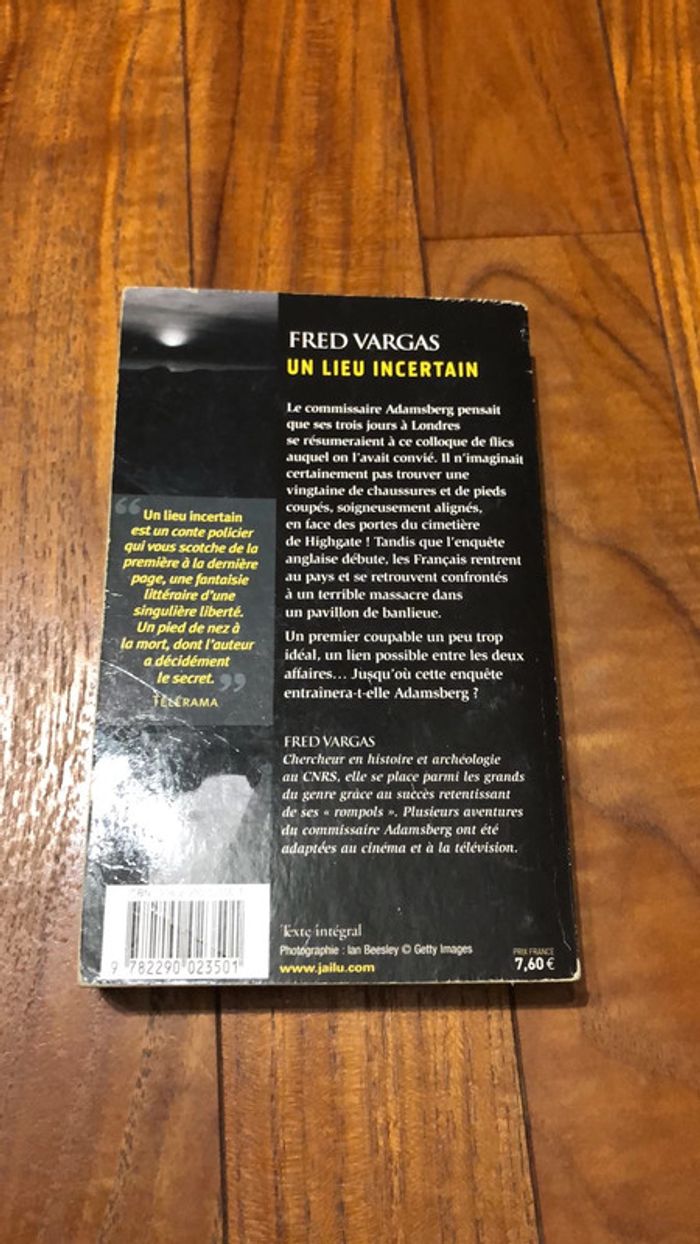 FRED VARGAS
UN LIEU INCERTAIN
Le commissaire Adamsberg pensait
que ses trois jours à Londres
se résumeraient à ce colloque de flics
auquel on l'avait convié. Il n'imaginait
certainement pas trouver une
vingtaine de chaussures et de pieds
coupés, soigneusement alignés,
en face des portes du cimetière
de Highgate ! Tandis que l'enquête
anglaise débute, les Français rentrent
au pays et se retrouvent confrontés
à un terrible massacre dans
un pavillon de banlieue.
Un premier coupable un peu trop
idéal, un lien possible entre les deux
affaires... Jusqu'où cette enquête
entraînera-t-elle Adamsberg ?
“ Un lieu incertain
est un conte policier
qui vous scotche de la
première à la dernière
page, une fantaisie
littéraire d'une
singulière liberté.
Un pied de nez à
la mort, dont l'auteur
a décidément
le secret. ”
TÉLÉRAMA
FRED VARGAS
Chercheur en histoire et archéologie
au CNRS, elle se place parmi les grands
du genre grâce au succès retentissant
de ses « rompols ». Plusieurs aventures
du commissaire Adamsberg ont été
adaptées au cinéma et à la télévision.
Texte intégral
Photographie : Ian Beesley © Getty Images
www.jailu.com
PRIX FRANCE
7,60 €
ISBN
9 782290 023501